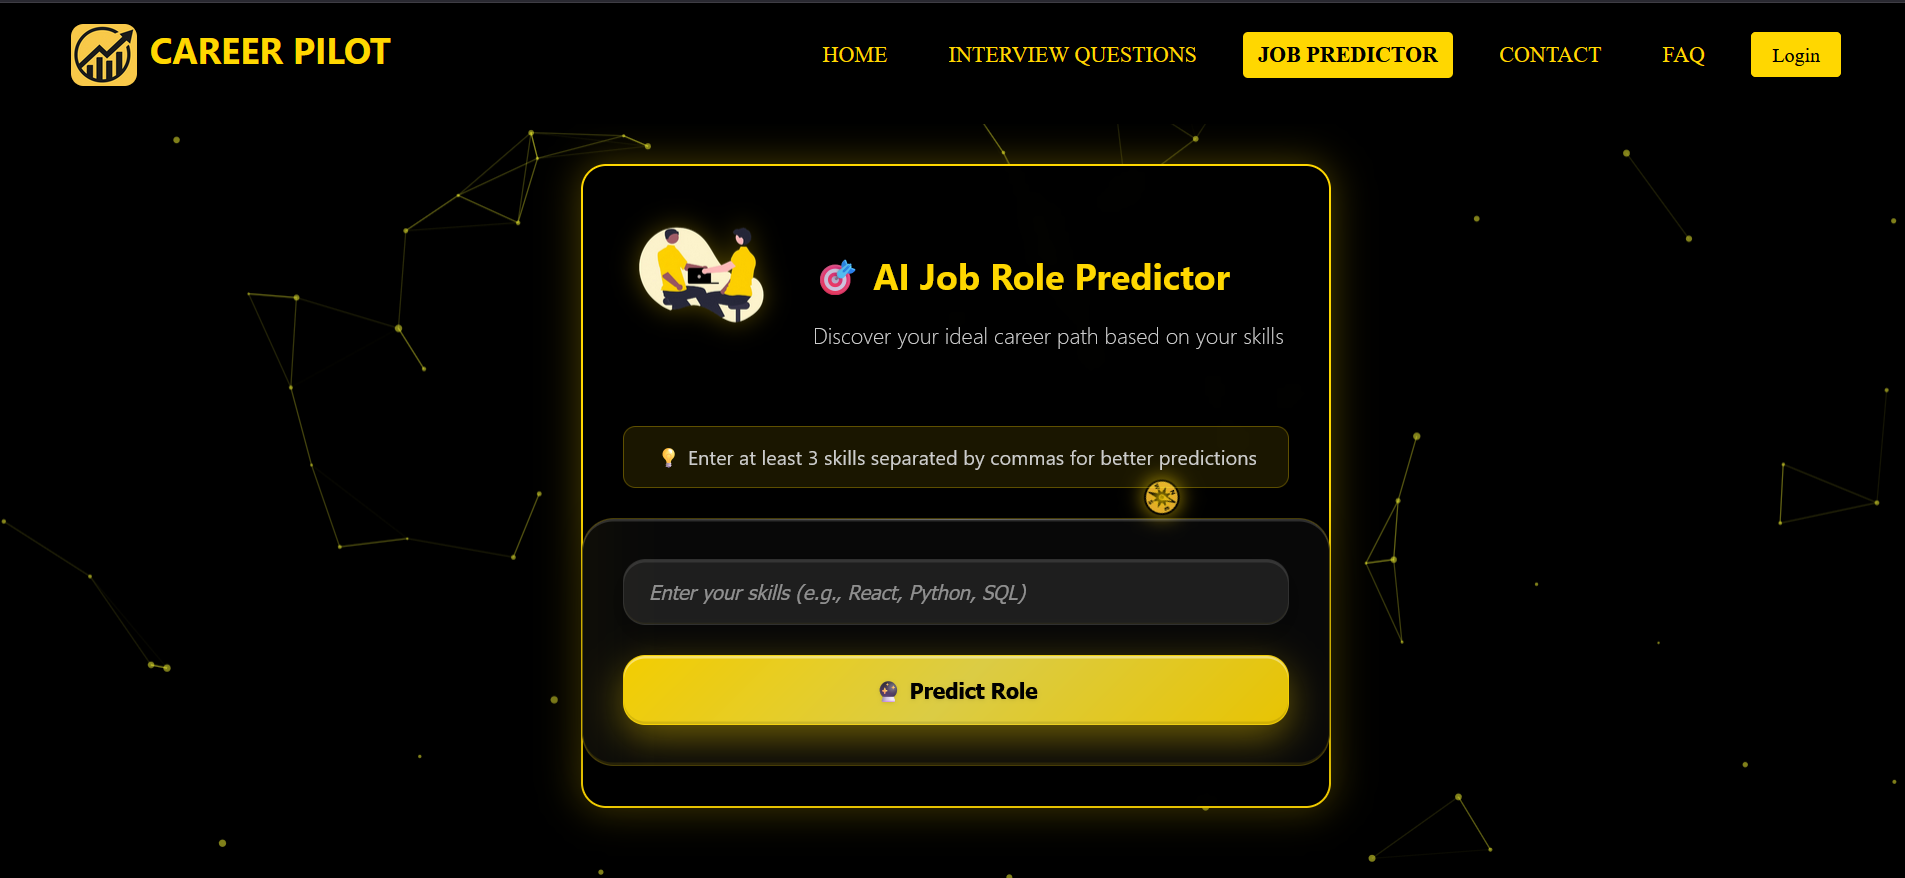 CAREER PILOT
HOME
INTERVIEW QUESTIONS
JOB PREDICTOR
CONTACT
FAQ
Login
🎯 AI Job Role Predictor
Discover your ideal career path based on your skills
💡 Enter at least 3 skills separated by commas for better predictions
Enter your skills (e.g., React, Python, SQL)
🔮 Predict Role